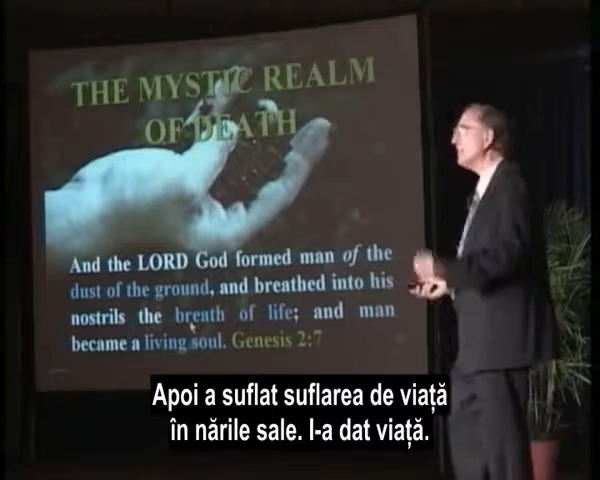 THE MYSTIC REALM
OF DEATH
And the LORD God formed man of the
dust of the ground, and breathed into his
nostrils the breath of life; and man
became a living soul. Genesis 2:7
Apoi a suflat suflarea de viață
în nările sale. I-a dat viață.